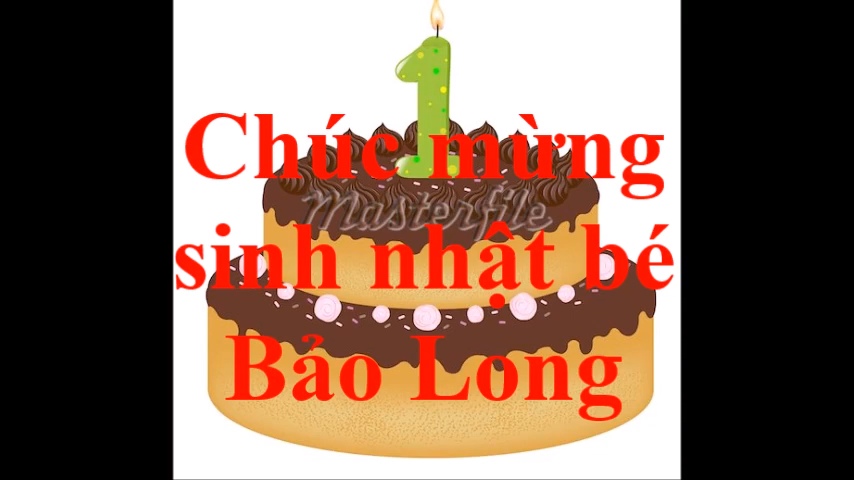 1
Chúc mừng
Masterfile
sinh nhật bé
Bảo Long